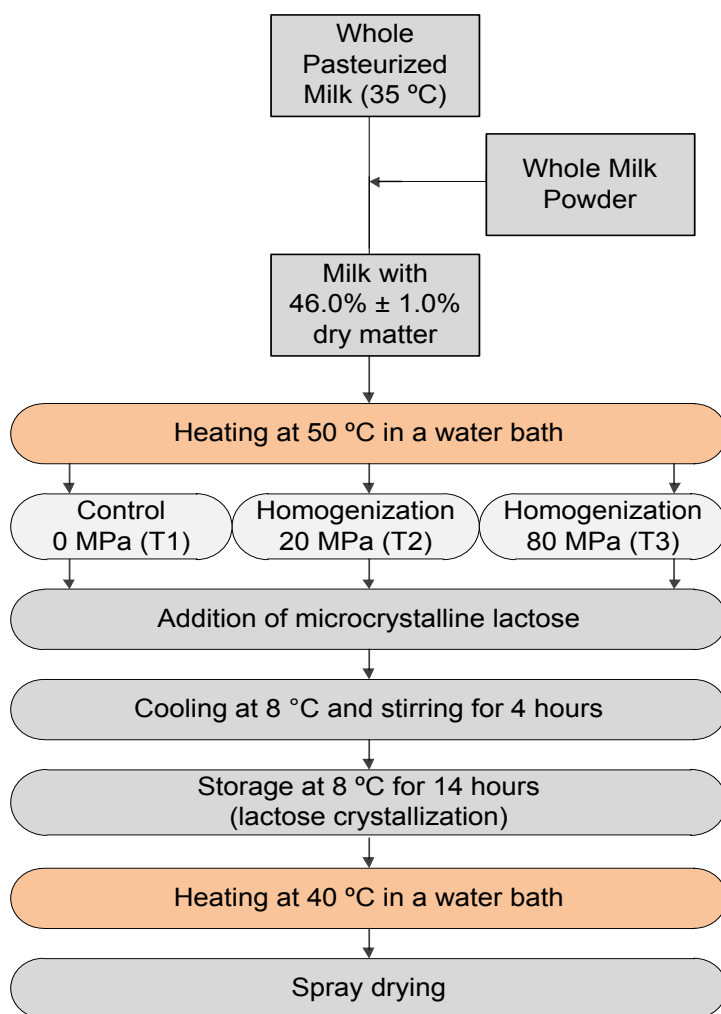 Whole
Pasteurized
Milk (35 ºC)
Whole Milk
Powder
Milk with
46.0% ± 1.0%
dry matter
Heating at 50 ºC in a water bath
Control
0 MPa (T1)
Homogenization
20 MPa (T2)
Homogenization
80 MPa (T3)
Addition of microcrystalline lactose
Cooling at 8 °C and stirring for 4 hours
Storage at 8 ºC for 14 hours
(lactose crystallization)
Heating at 40 ºC in a water bath
Spray drying